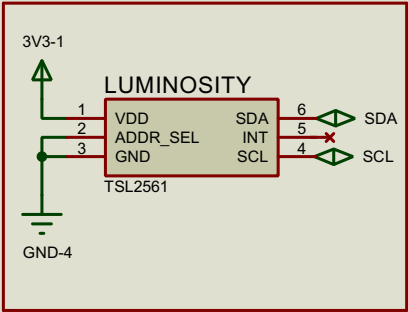 3V3-1
LUMINOSITY
1 VDD SDA 6 SDA
2 ADDR_SEL INT 5
3 GND SCL 4 SCL
TSL2561
GND-4